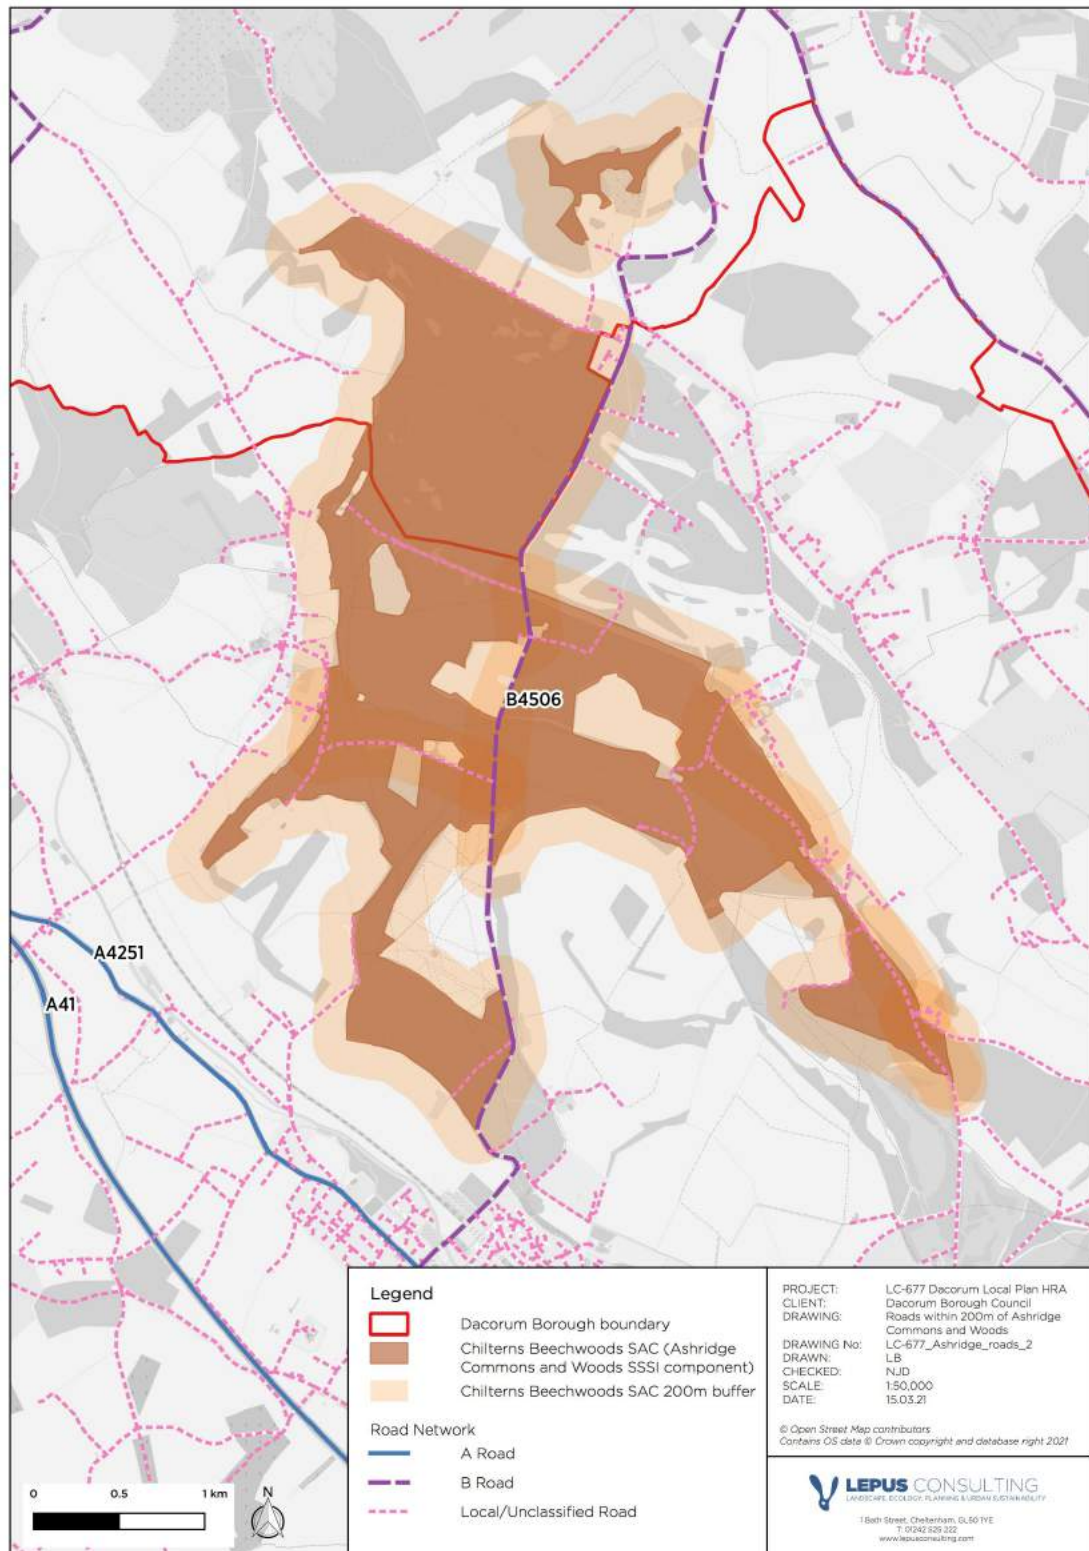 B4506
A4251
A41
Legend
Dacorum Borough boundary
Chilterns Beechwoods SAC (Ashridge
Commons and Woods SSSI component)
Chilterns Beechwoods SAC 200m buffer
Road Network
A Road
B Road
Local/Unclassified Road
0 0.5 1 km
N
PROJECT: LC-677 Dacorum Local Plan HRA
CLIENT: Dacorum Borough Council
DRAWING: Roads within 200m of Ashridge
Commons and Woods
DRAWING No: LC-677_Ashridge_roads_2
DRAWN: LB
CHECKED: NJD
SCALE: 1:50,000
DATE: 15.03.21
© Open Street Map contributors
Contains OS data © Crown copyright and database right 2021
LEPUS CONSULTING
LANDSCAPE, ECOLOGY, PLANNING & URBAN SUSTAINABILITY
1 Bath Street, Cheltenham, GL50 1YE
T: 01242 525 222
www.lepusconsulting.com